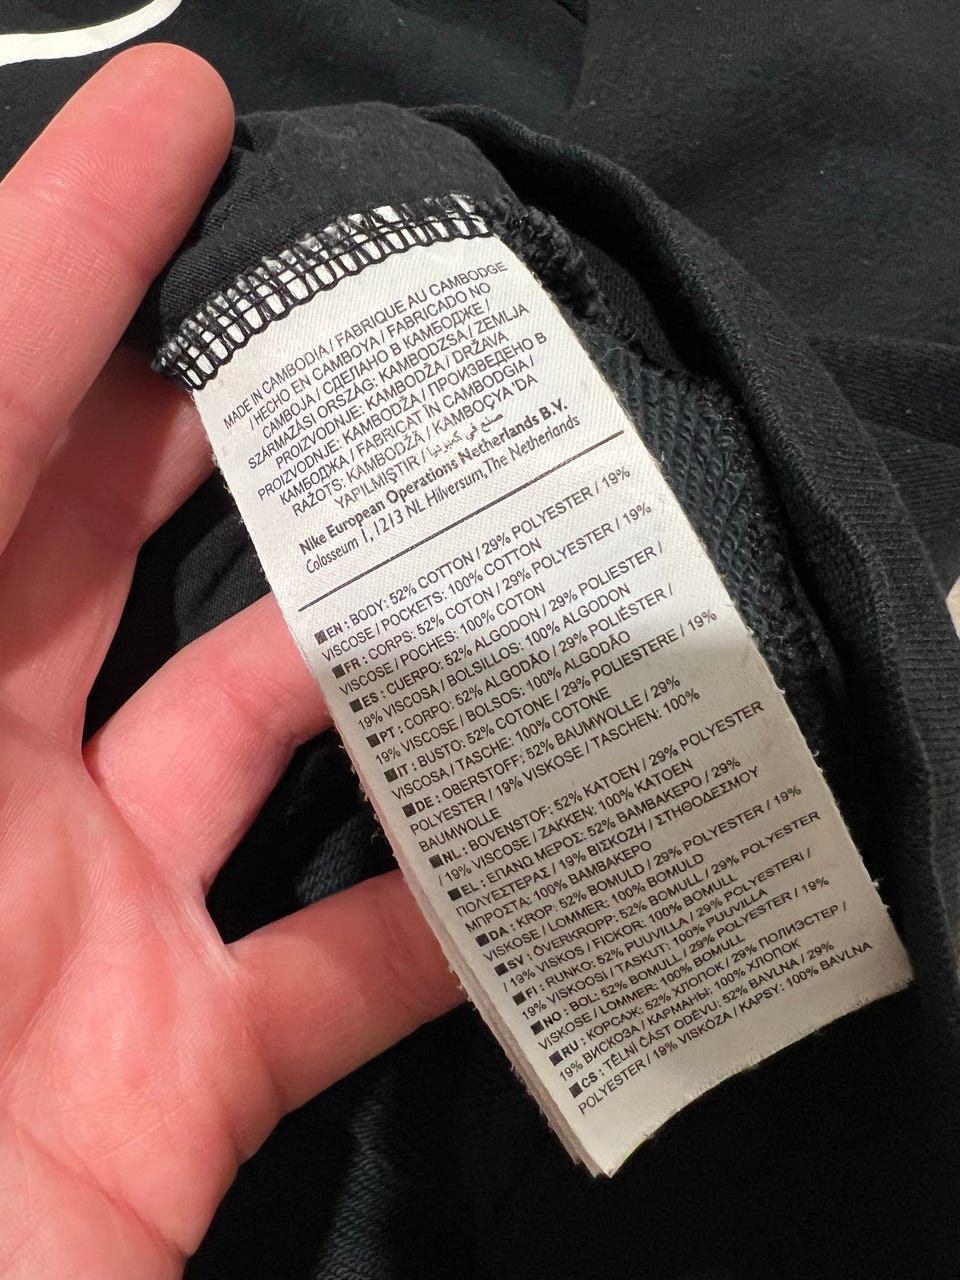 MADE IN CAMBODIA / FABRIQUE AU CAMBODGE
/ HECHO EN CAMBOYA / FABRICADO NO
CAMBOJA / СДЕЛАНО В КАМБОДЖЕ /
SZÁRMAZÁSI ORSZÁG: KAMBODZSA / ZEMLJA
PROIZVODNJE: KAMBODŽA / DRŽAVA
PROIZVODNJE: KAMBODŽA / ПРОИЗВЕДЕНО В
КАМБОДЖА / FABRICAT ÎN CAMBODGIA /
RAŽOTS: KAMBODŽĀ / KAMBOÇYA 'DA
YAPILMIŞTIR / صنع في كمبوديا
Nike European Operations Netherlands B.V.
Colosseum 1, 1213 NL Hilversum, The Netherlands
■EN : BODY: 52% COTTON / 29% POLYESTER / 19%
VISCOSE / POCKETS: 100% COTTON
■FR : CORPS: 52% COTON / 29% POLYESTER / 19%
VISCOSE / POCHES: 100% COTON
■ES : CUERPO: 52% ALGODON / 29% POLIESTER /
19% VISCOSA / BOLSILLOS: 100% ALGODON
■PT : CORPO: 52% ALGODÃO / 29% POLIÉSTER /
19% VISCOSE / BOLSOS: 100% ALGODÃO
■IT : BUSTO: 52% COTONE / 29% POLIESTERE / 19%
VISCOSA / TASCHE: 100% COTONE
■DE : OBERSTOFF: 52% BAUMWOLLE / 29%
POLYESTER / 19% VISKOSE / TASCHEN: 100%
BAUMWOLLE
■NL : BOVENSTOF: 52% KATOEN / 29% POLYESTER
/ 19% VISCOSE / ZAKKEN: 100% KATOEN
■EL : ΕΠΑΝΩ ΜΕΡΟΣ: 52% ΒΑΜΒΑΚΕΡΟ / 29%
ΠΟΛΥΕΣΤΕΡΑΣ / 19% ΒΙΣΚΟΖΗ / ΣΤΗΘΟΔΕΣΜΟΥ
ΜΠΡΟΣΤΑ: 100% ΒΑΜΒΑΚΕΡΟ
■DA : KROP: 52% BOMULD / 29% POLYESTER / 19%
VISKOSE / LOMMER: 100% BOMULD
■SV : ÖVERKROPP: 52% BOMULL / 29% POLYESTER
/ 19% VISKOS / FICKOR: 100% BOMULL
■FI : RUNKO: 52% PUUVILLA / 29% POLYESTERI /
19% VISKOOSI / TASKUT: 100% PUUVILLA
■NO : BOL: 52% BOMULL / 29% POLYESTER / 19%
VISKOSE / LOMMER: 100% BOMULL
■RU : КОРСАЖ: 52% ХЛОПОК / 29% ПОЛИЭСТЕР /
19% ВИСКОЗА / КАРМАНЫ: 100% ХЛОПОК
■CS : TĚLNÍ ČÁST ODĚVU: 52% BAVLNA / 29%
POLYESTER / 19% VISKÓZA / KAPSY: 100% BAVLNA